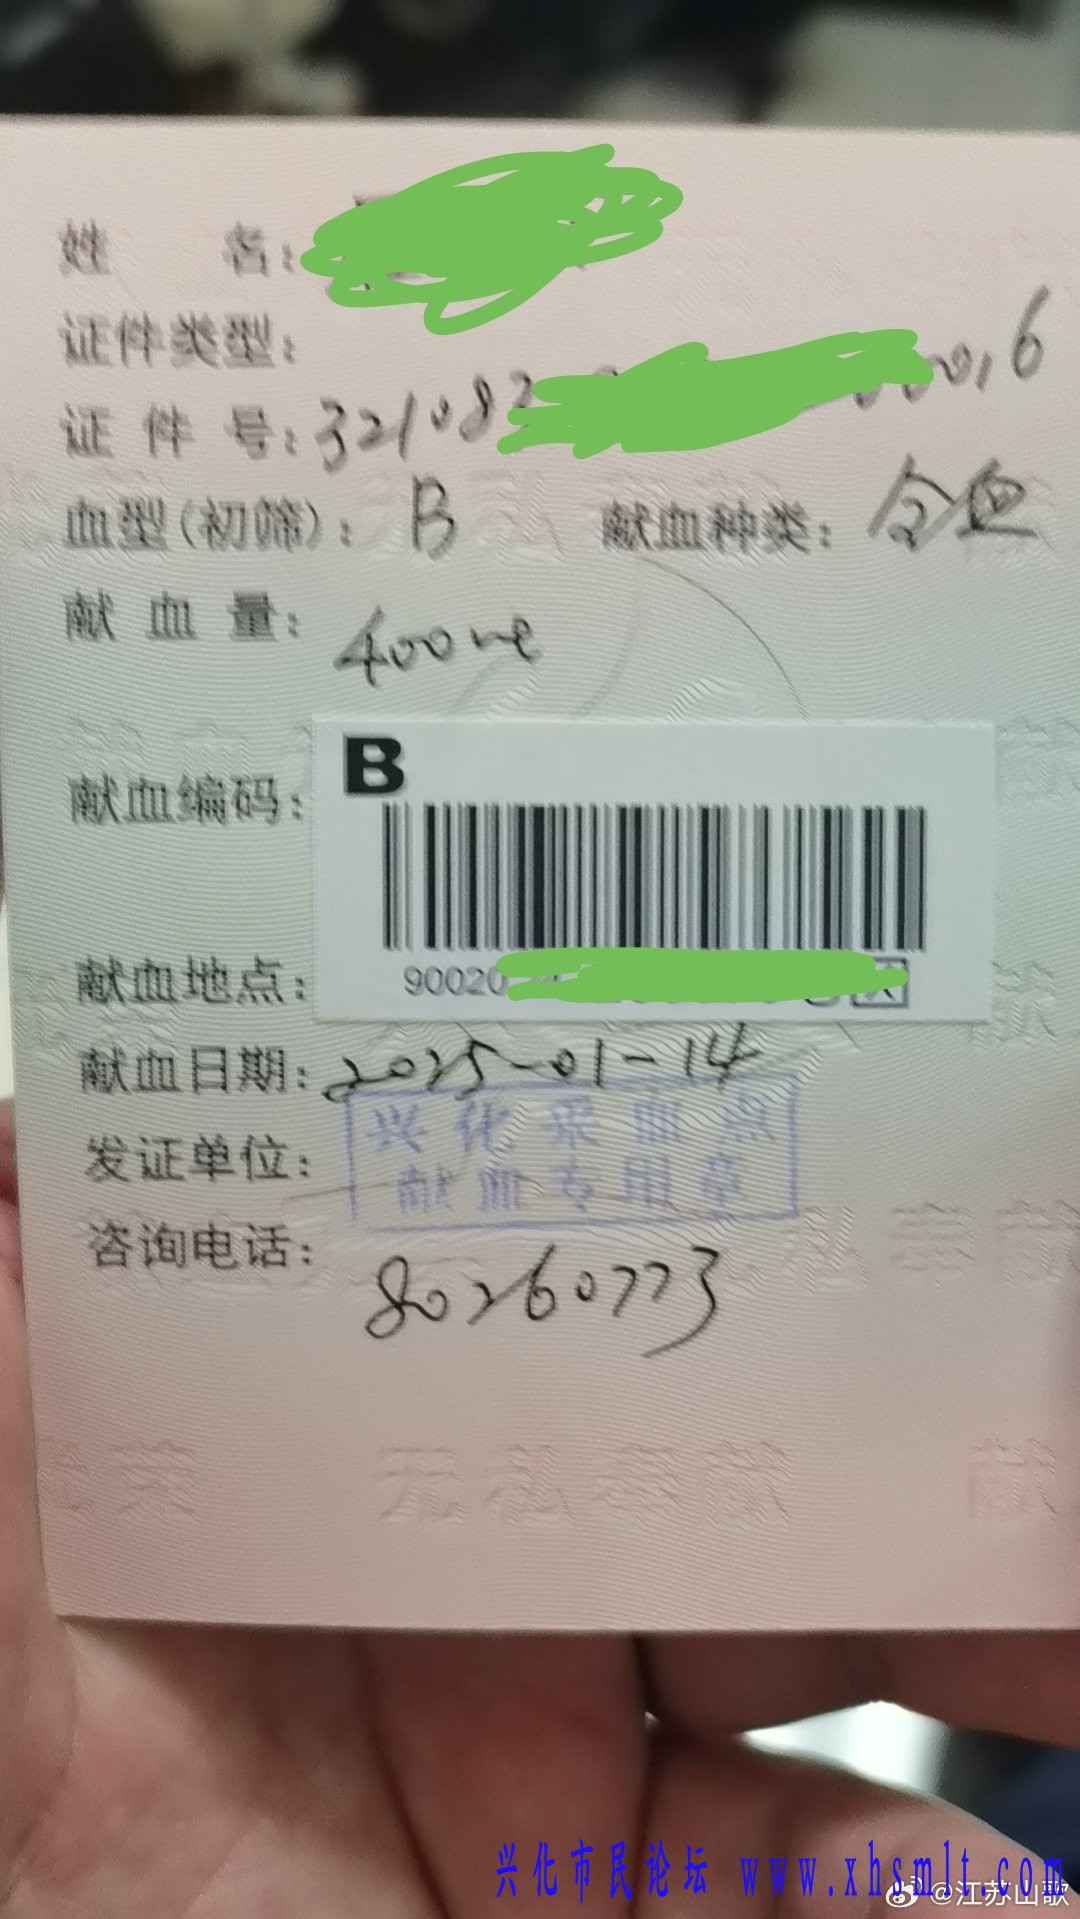 姓 名：
证件类型：
证 件 号：321083 00016
血型(初筛)：B 献血种类：全血
献 血 量：400ml
献血编码：
B
献血地点：
90020
献血日期：2025-01-14
发证单位：
兴化采血点
献血专用章
咨询电话：
80260773
无私奉献
兴化市民论坛 www.xhsmlt.com
@江苏山歌